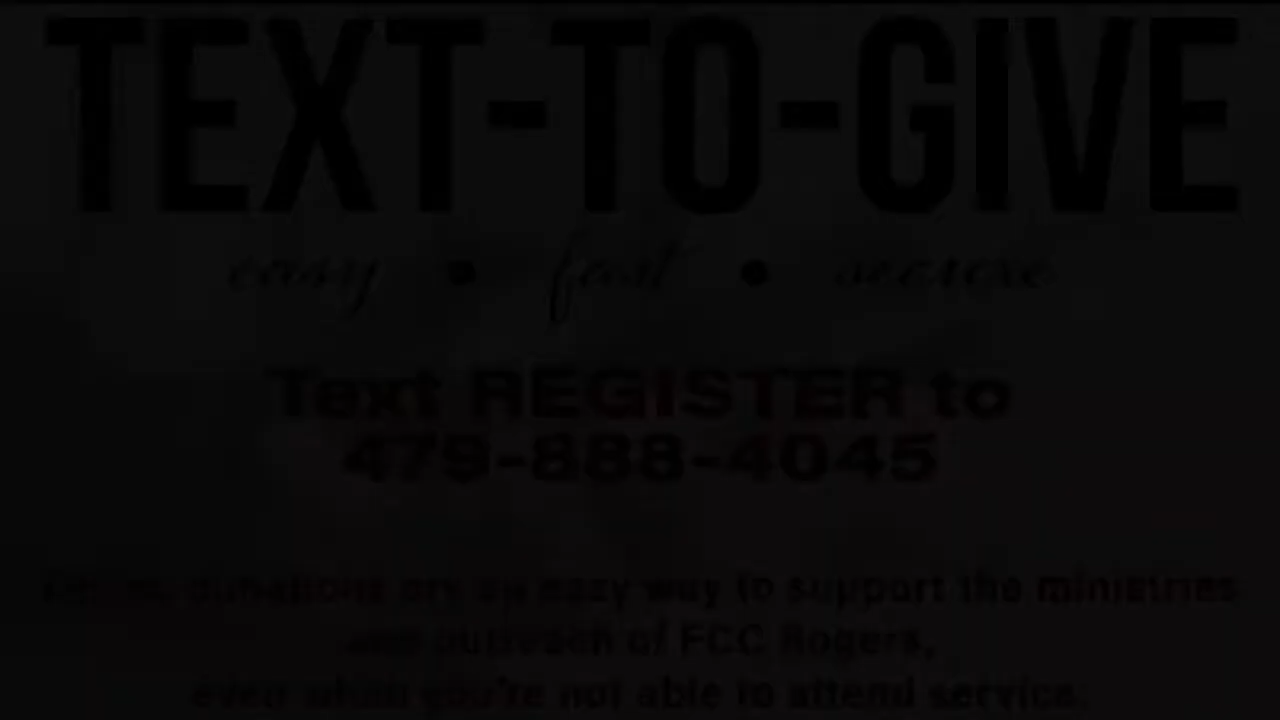 TEXT-TO-GIVE
easy • fast • secure
Text REGISTER to
479-888-4045
donations are an easy way to support the ministries
and outreach of FCC Rogers,
even when you're not able to attend service.